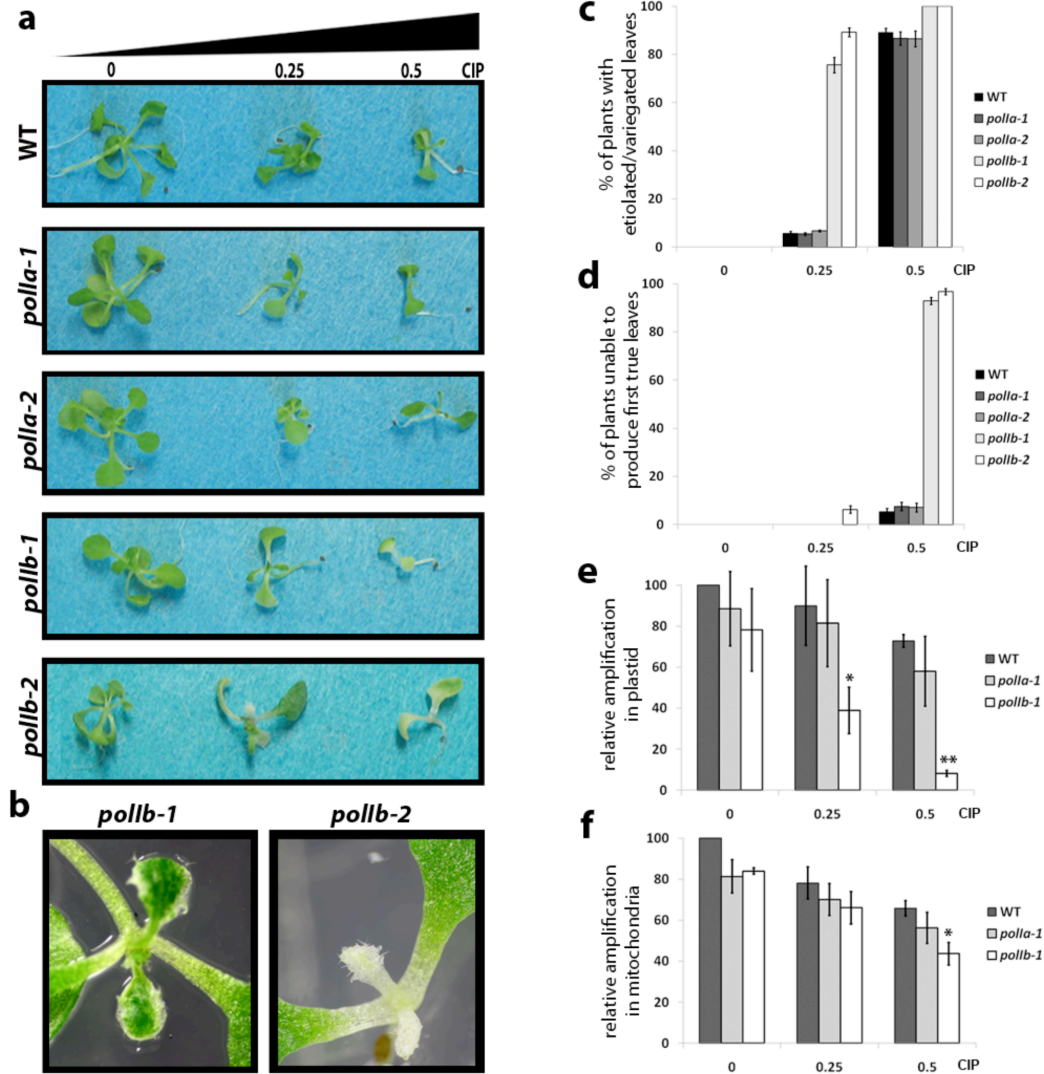 a
0 0.25 0.5 CIP
WT
polIa-1
polIa-2
polIb-1
polIb-2
b
polIb-1 polIb-2
c
% of plants with
etiolated/variegated leaves
100
80
60
40
20
0
0 0.25 0.5 CIP
WT
polIa-1
polIa-2
polIb-1
polIb-2
d
% of plants unable to
produce first true leaves
100
80
60
40
20
0
0 0.25 0.5 CIP
WT
polIa-1
polIa-2
polIb-1
polIb-2
e
relative amplification
in plastid
100
80
60
40
20
0
*
**
0 0.25 0.5 CIP
WT
polIa-1
polIb-1
f
relative amplification
in mitochondria
100
80
60
40
20
0
*
0 0.25 0.5 CIP
WT
polIa-1
polIb-1